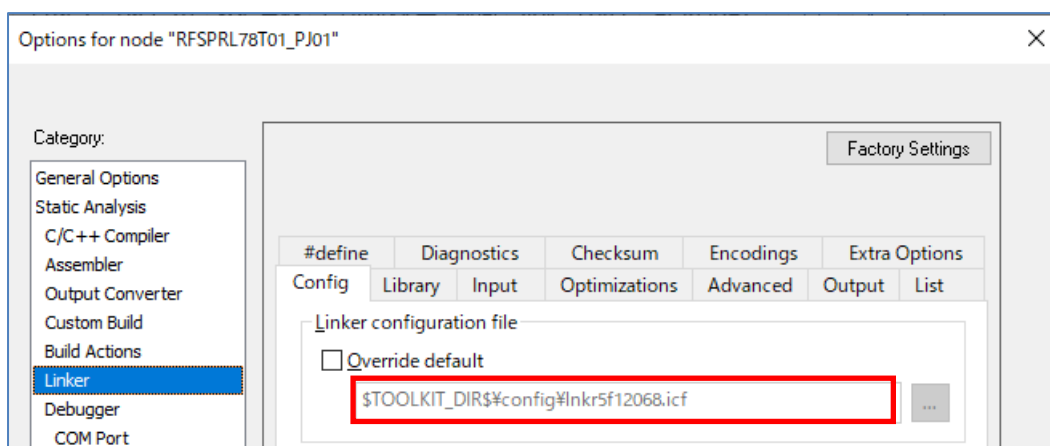 Options for node "RFSPRL78T01_PJ01"
Category:
Factory Settings
General Options
Static Analysis
C/C++ Compiler
Assembler
Output Converter
Custom Build
Build Actions
Linker
Debugger
COM Port
#define Diagnostics Checksum Encodings Extra Options
Config Library Input Optimizations Advanced Output List
Linker configuration file
Override default
$TOOLKIT_DIR$¥config¥lnkr5f12068.icf
...